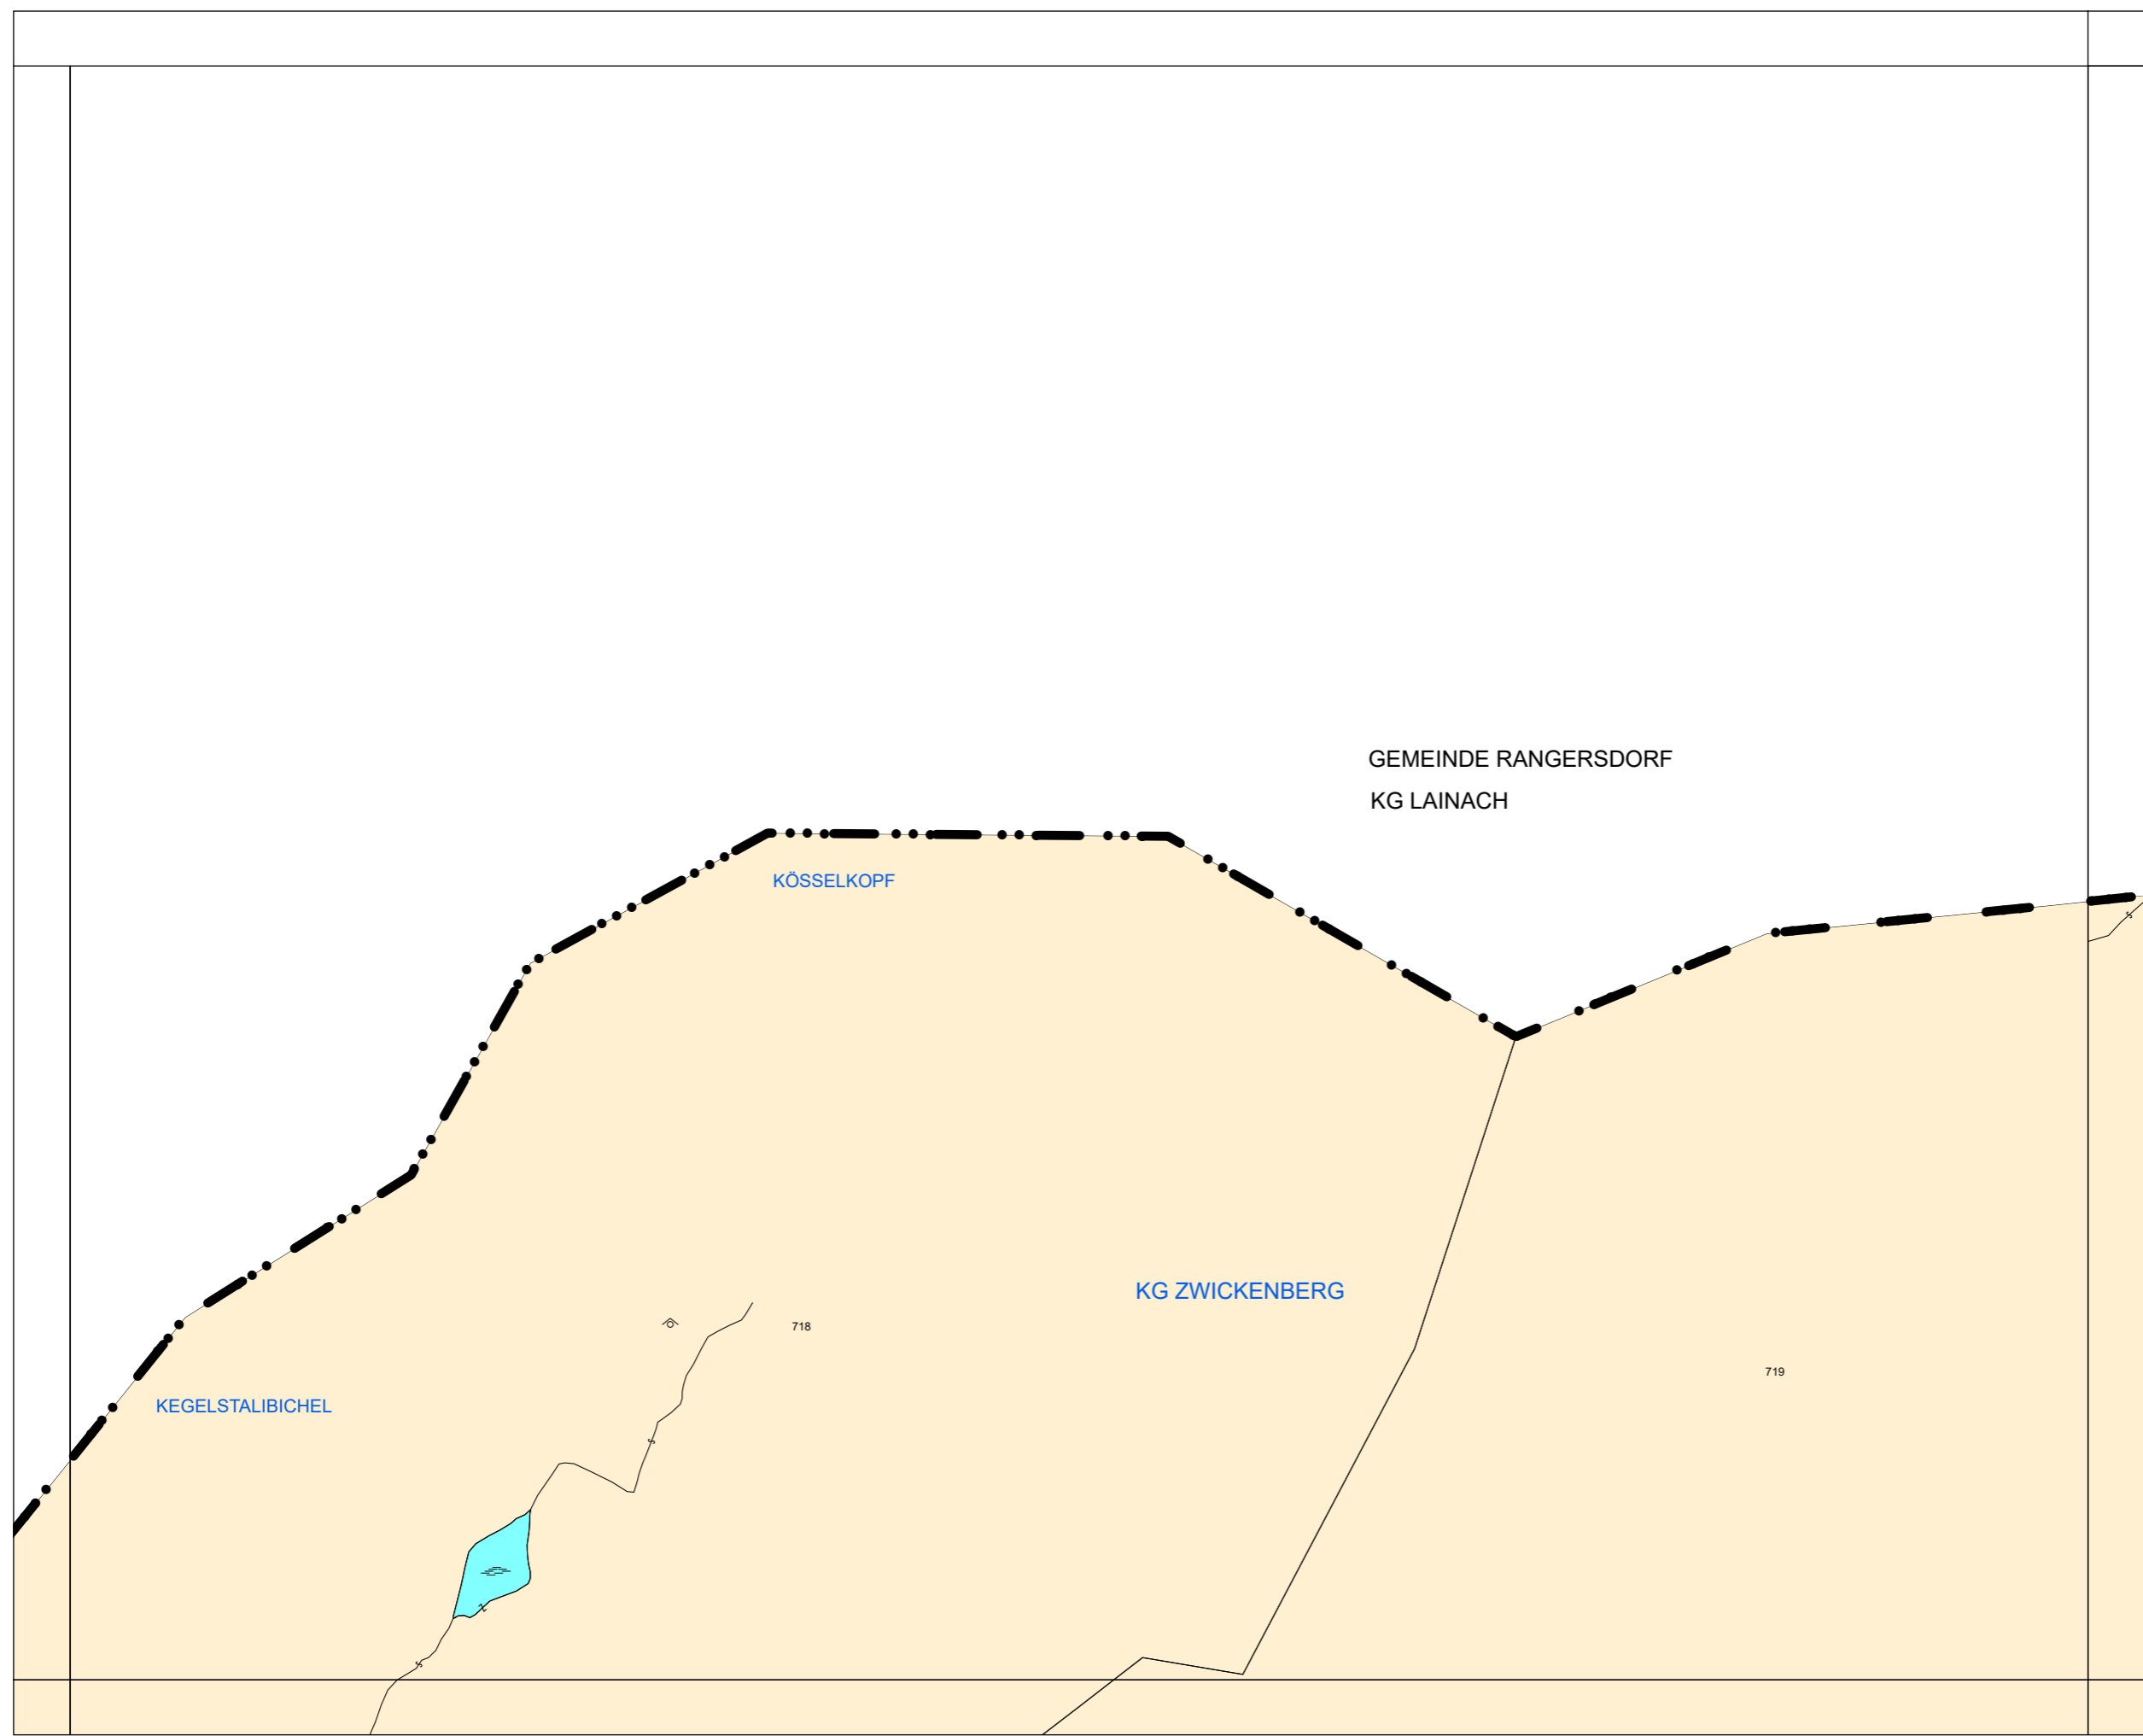 GEMEINDE RANGERSDORF
KG LAINACH
KÖSSELKOPF
KG ZWICKENBERG
718
719
KEGELSTALIBICHEL